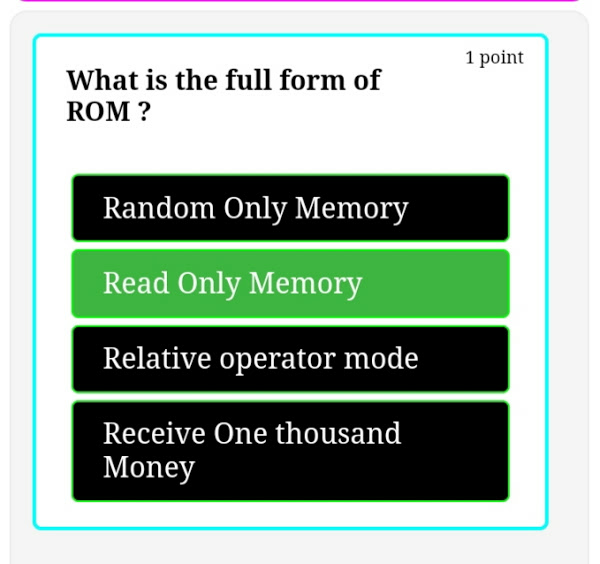 1 point
What is the full form of
ROM ?
Random Only Memory
Read Only Memory
Relative operator mode
Receive One thousand
Money